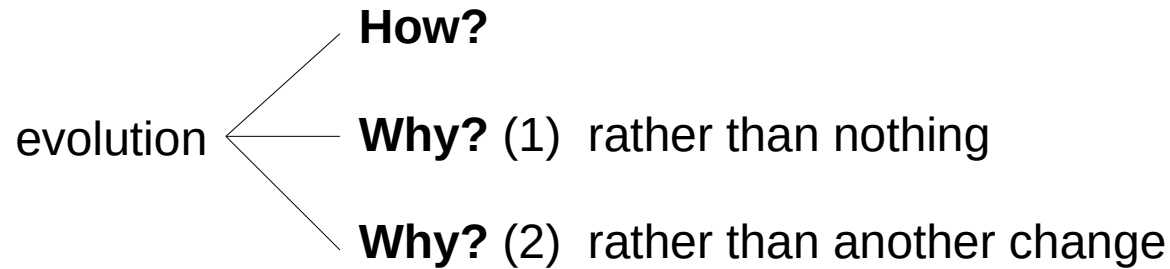 How?
evolution
Why? (1) rather than nothing
Why? (2) rather than another change